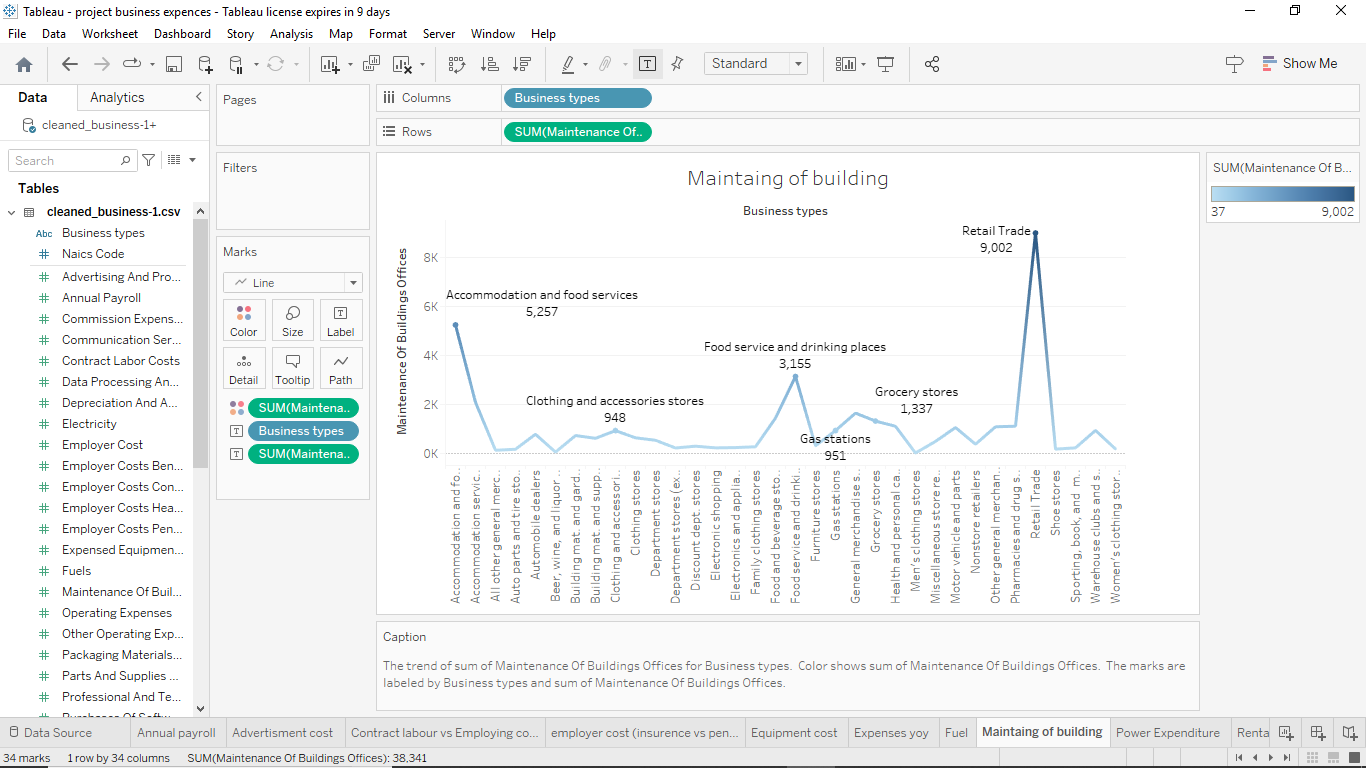 Tableau - project business expences - Tableau license expires in 9 days
File Data Worksheet Dashboard Story Analysis Map Format Server Window Help
Standard
Show Me
Data Analytics
cleaned_business-1+
Search
Tables
cleaned_business-1.csv
Abc Business types
# Naics Code
# Advertising And Pro...
# Annual Payroll
# Commission Expens...
# Communication Ser...
# Contract Labor Costs
# Data Processing An...
# Depreciation And A...
# Electricity
# Employer Cost
# Employer Costs Ben...
# Employer Costs Con...
# Employer Costs Hea...
# Employer Costs Pen...
# Expensed Equipmen...
# Fuels
# Maintenance Of Buil...
# Operating Expenses
# Other Operating Exp...
# Packaging Materials...
# Parts And Supplies ...
# Professional And Te...
Pages
Filters
Marks
Line
Color Size Label
Detail Tooltip Path
SUM(Maintena..
Business types
SUM(Maintena..
Columns Business types
Rows SUM(Maintenance Of..
Maintaing of building
Business types
Maintenance Of Buildings Offices
8K
6K
4K
2K
0K
Retail Trade
9,002
Accommodation and food services
5,257
Food service and drinking places
3,155
Grocery stores
1,337
Clothing and accessories stores
948
Gas stations
951
Accommodation and fo..
Accommodation servic..
All other general merc..
Auto parts and tire sto..
Automobile dealers
Beer, wine, and liquor ..
Building mat. and gard..
Building mat. and supp..
Clothing and accessori..
Clothing stores
Department stores
Department stores (ex..
Discount dept. stores
Electronic shopping
Electronics and applia..
Family clothing stores
Food and beverage sto..
Food service and drinki..
Furniture stores
Gas stations
General merchandise s..
Grocery stores
Health and personal ca..
Men's clothing stores
Miscellaneous store re..
Motor vehicle and parts
Nonstore retailers
Other general merchan..
Pharmacies and drug s..
Retail Trade
Shoe stores
Sporting, book, and m..
Warehouse clubs and s..
Women's clothing stor..
SUM(Maintenance Of B...
37 9,002
Caption
The trend of sum of Maintenance Of Buildings Offices for Business types. Color shows sum of Maintenance Of Buildings Offices. The marks are
labeled by Business types and sum of Maintenance Of Buildings Offices.
Data Source Annual payroll Advertisment cost Contract labour vs Employing co... employer cost (insurence vs pen... Equipment cost Expenses yoy Fuel Maintaing of building Power Expenditure Renta
34 marks 1 row by 34 columns SUM(Maintenance Of Buildings Offices): 38,341